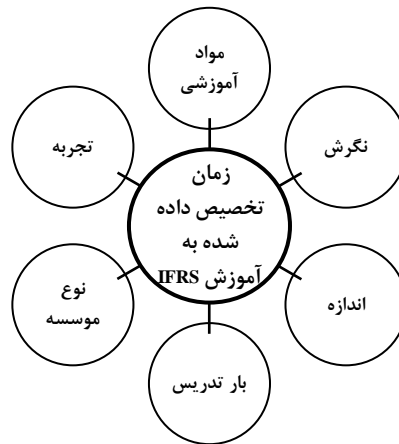 مواد
آموزشی
نگرش
تجربه
زمان
تخصیص داده
شده به
آموزش IFRS
اندازه
نوع
موسسه
بار تدریس